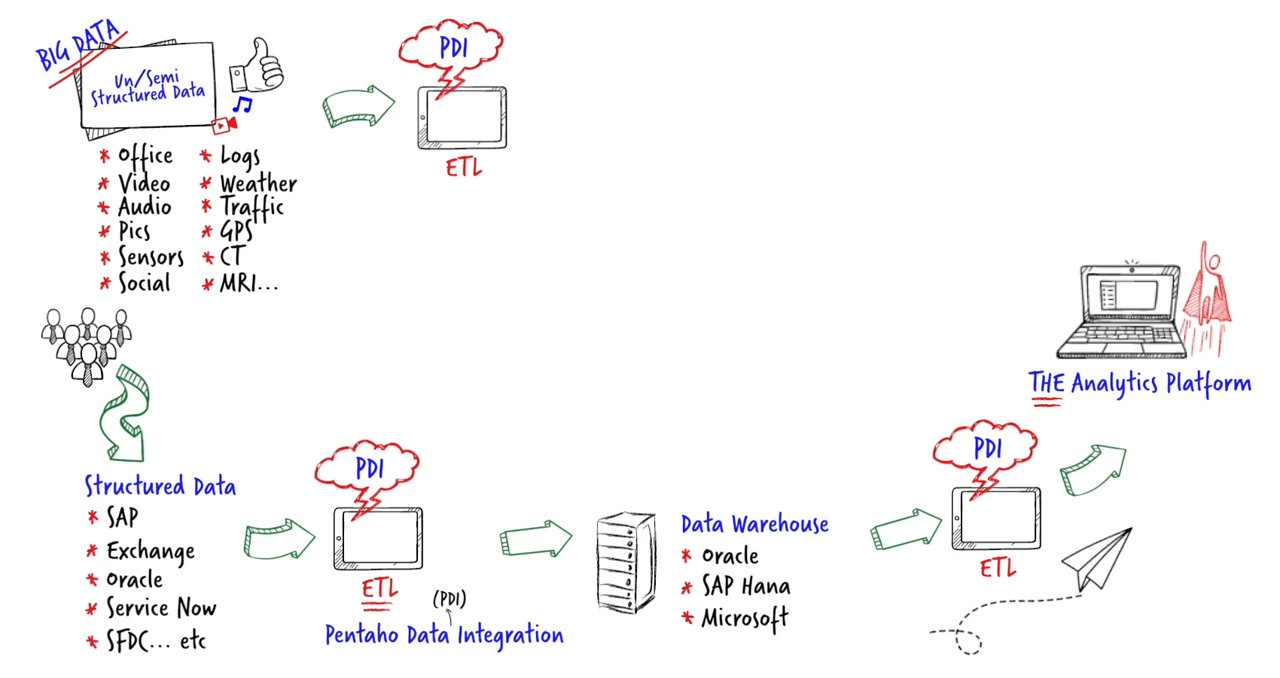 BIG DATA
Un/Semi
Structured Data
* Office
* Video
* Audio
* Pics
* Sensors
* Social
* Logs
* Weather
* Traffic
* GPS
* CT
* MRI...
PDI
ETL
Structured Data
* SAP
* Exchange
* Oracle
* Service Now
* SFDC... etc
PDI
ETL
(PDI)
Pentaho Data Integration
Data Warehouse
* Oracle
* SAP Hana
* Microsoft
PDI
ETL
THE Analytics Platform